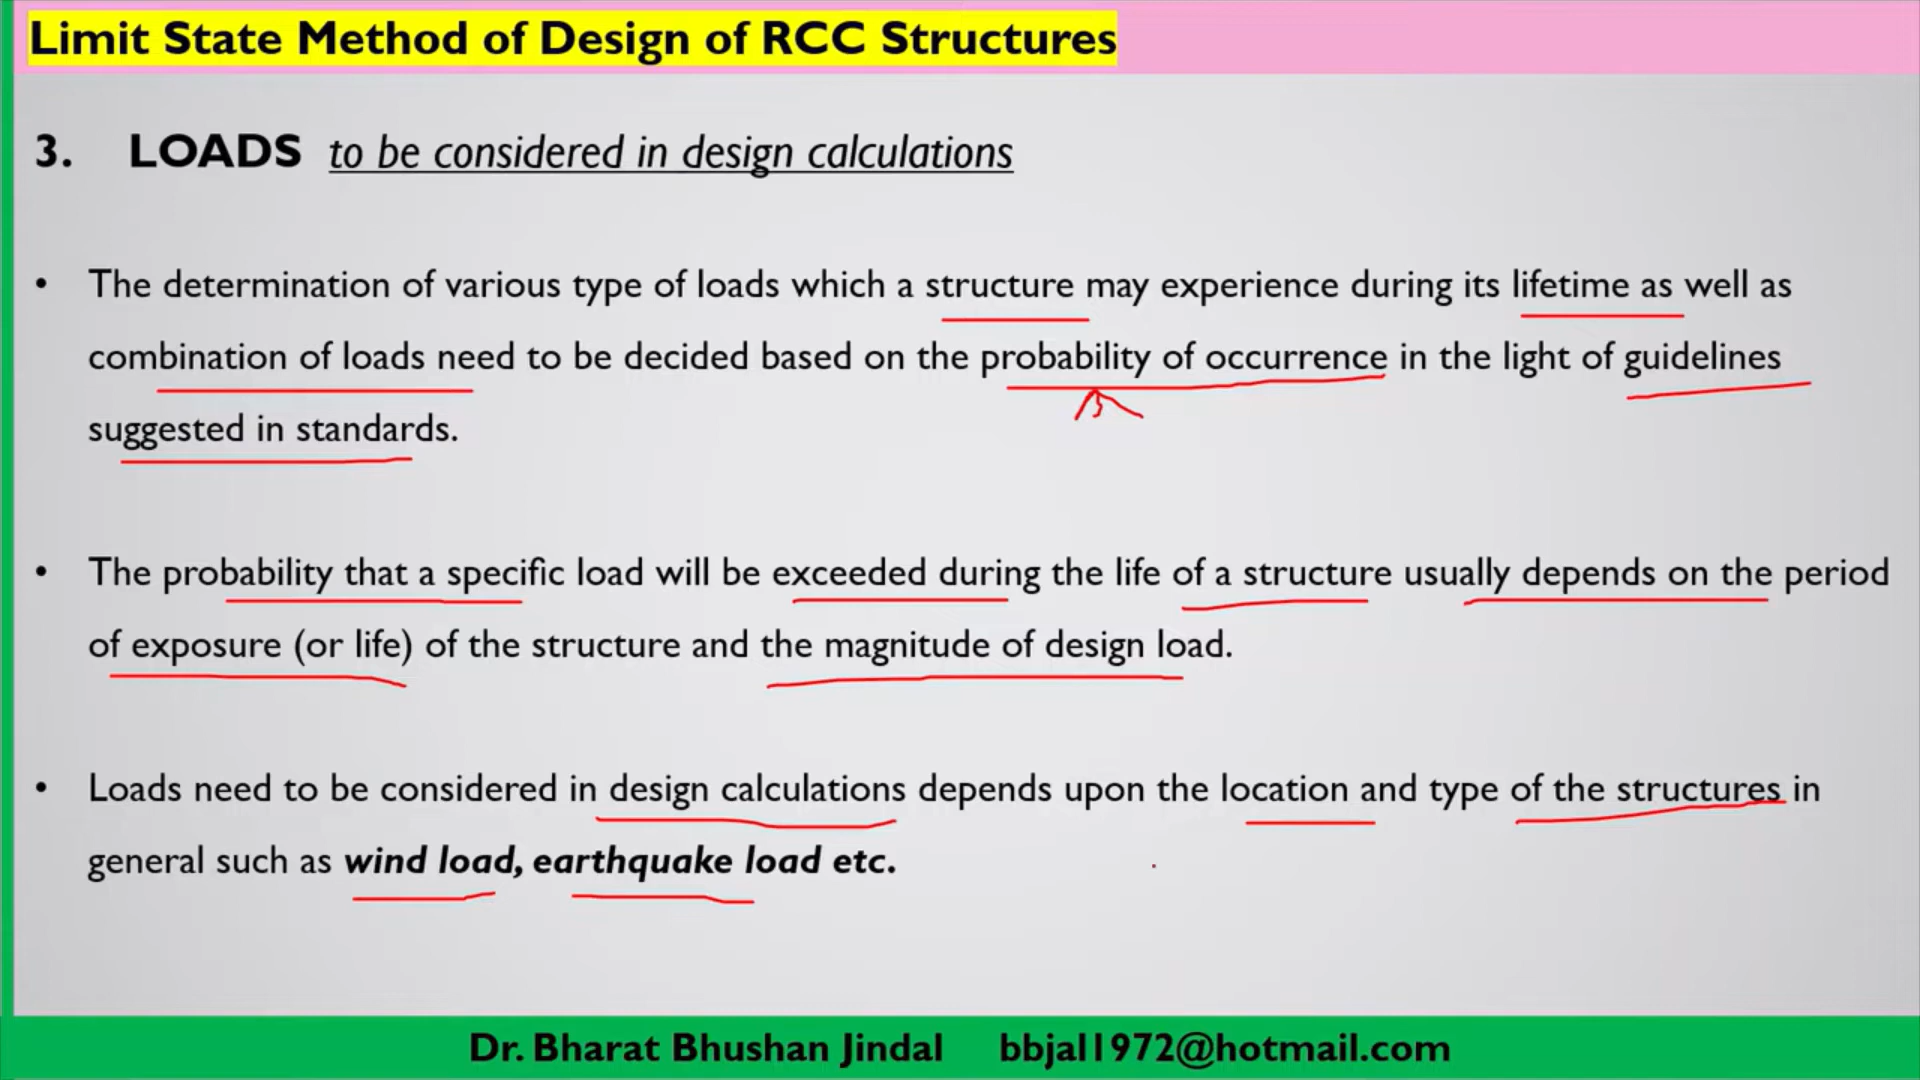 Limit State Method of Design of RCC Structures
3. LOADS to be considered in design calculations
• The determination of various type of loads which a structure may experience during its lifetime as well as
combination of loads need to be decided based on the probability of occurrence in the light of guidelines
suggested in standards.
• The probability that a specific load will be exceeded during the life of a structure usually depends on the period
of exposure (or life) of the structure and the magnitude of design load.
• Loads need to be considered in design calculations depends upon the location and type of the structures in
general such as wind load, earthquake load etc.
Dr. Bharat Bhushan Jindal bbjal1972@hotmail.com